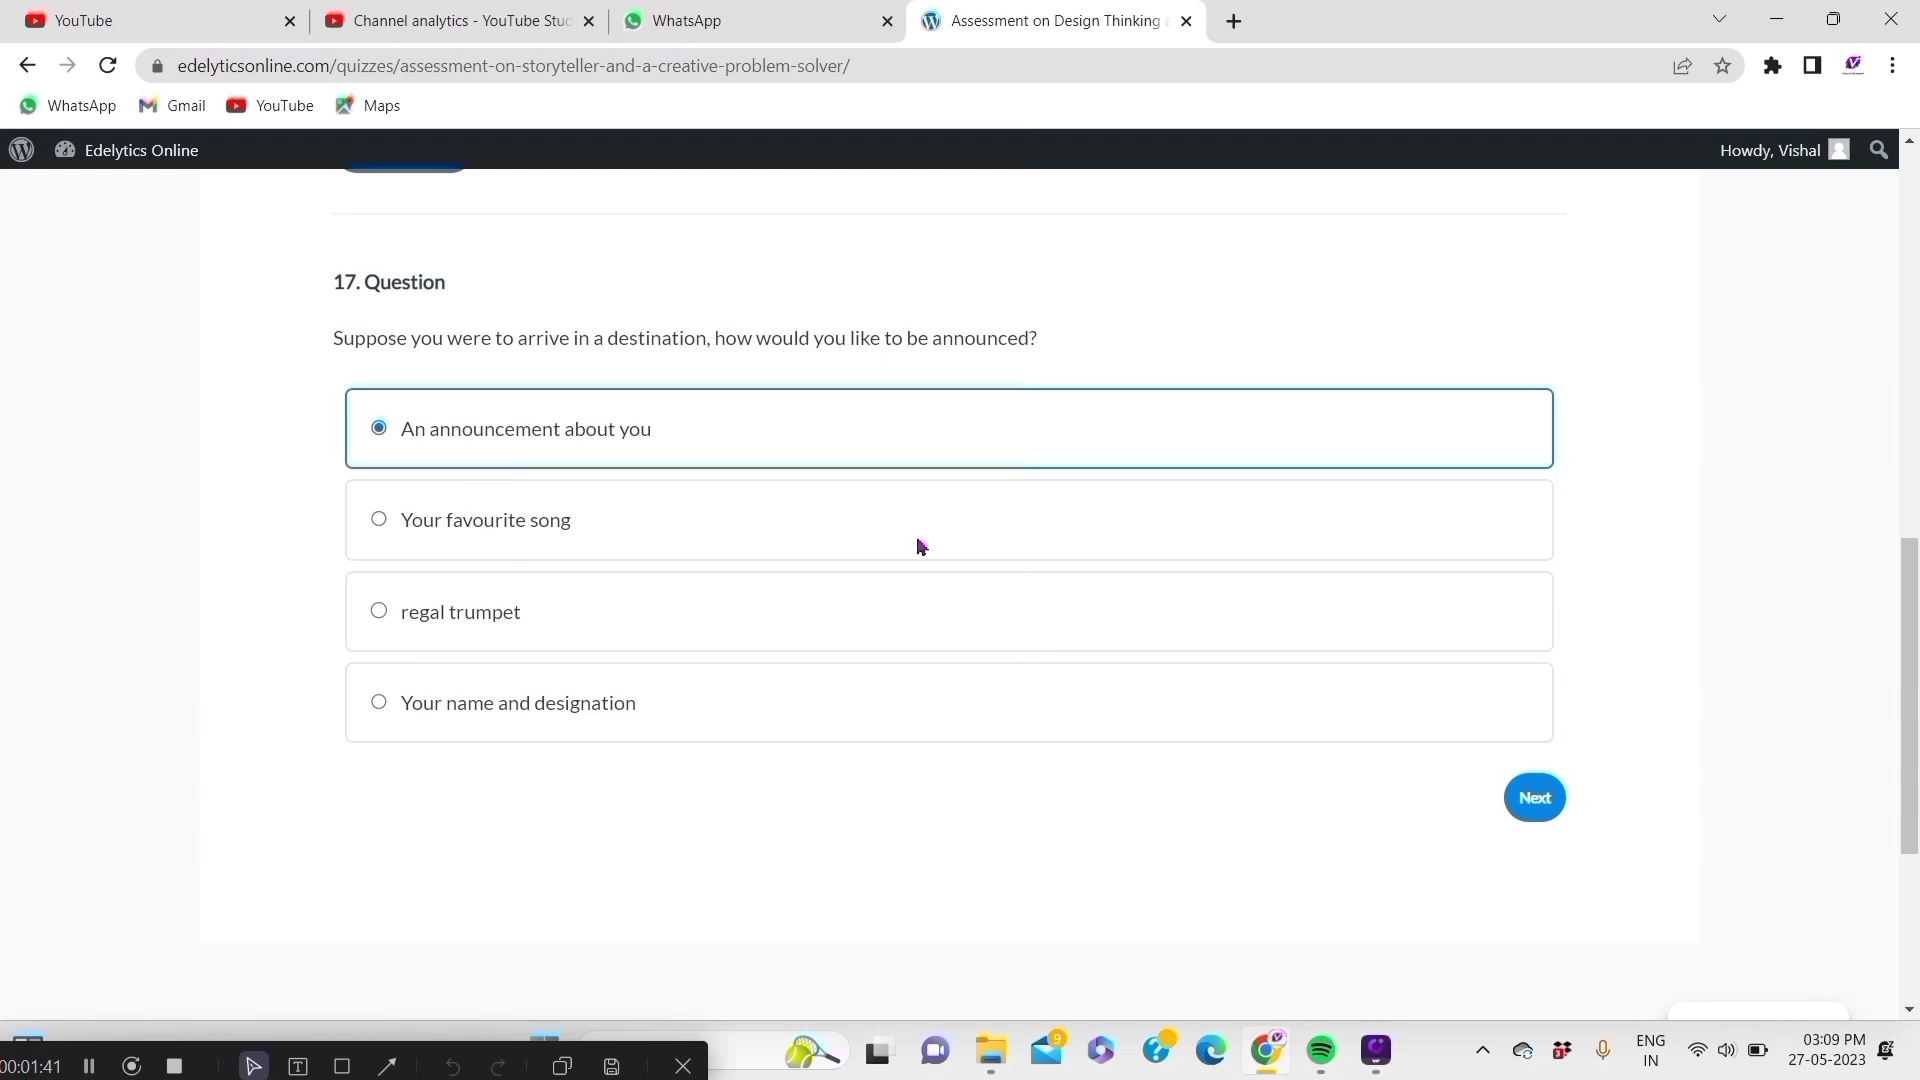 YouTube
Channel analytics - YouTube Stud
WhatsApp
Assessment on Design Thinking a
edelyticsonline.com/quizzes/assessment-on-storyteller-and-a-creative-problem-solver/
WhatsApp
Gmail
YouTube
Maps
Edelytics Online
Howdy, Vishal
17. Question
Suppose you were to arrive in a destination, how would you like to be announced?
An announcement about you
Your favourite song
regal trumpet
Your name and designation
Next
00:01:41
9
ENG
IN
03:09 PM
27-05-2023